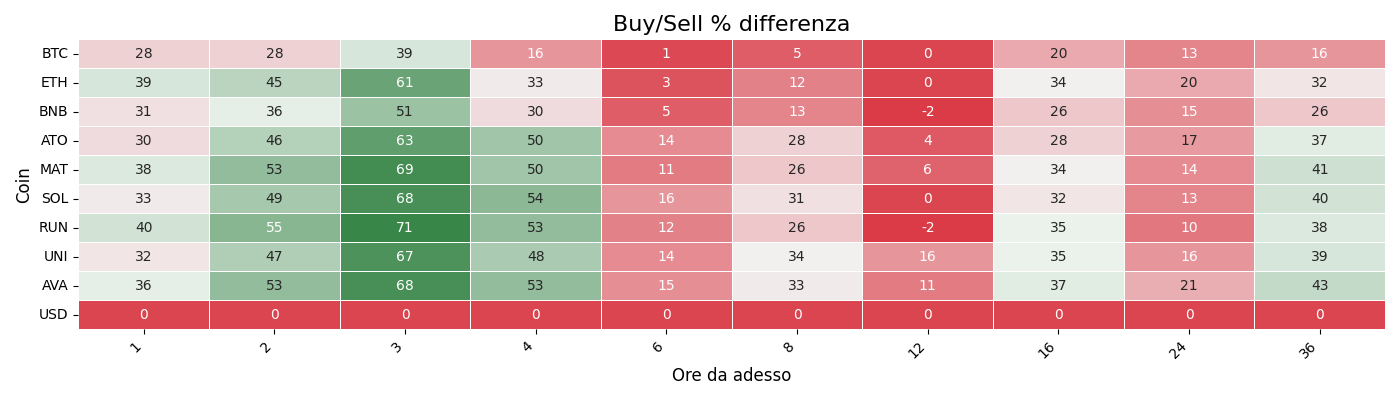 Buy/Sell % differenza
Coin
BTC 28 28 39 16 1 5 0 20 13 16
ETH 39 45 61 33 3 12 0 34 20 32
BNB 31 36 51 30 5 13 -2 26 15 26
ATO 30 46 63 50 14 28 4 28 17 37
MAT 38 53 69 50 11 26 6 34 14 41
SOL 33 49 68 54 16 31 0 32 13 40
RUN 40 55 71 53 12 26 -2 35 10 38
UNI 32 47 67 48 14 34 16 35 16 39
AVA 36 53 68 53 15 33 11 37 21 43
USD 0 0 0 0 0 0 0 0 0 0
1 2 3 4 6 8 12 16 24 36
Ore da adesso